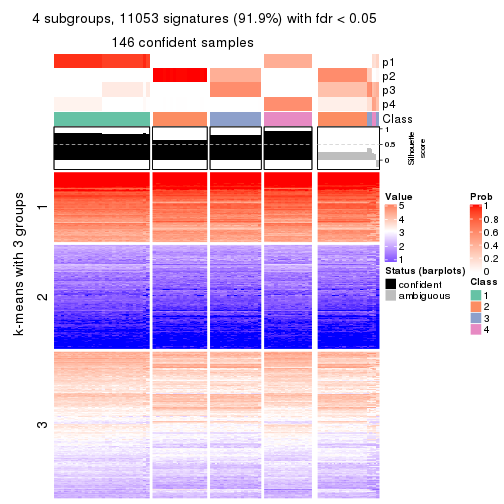 4 subgroups, 11053 signatures (91.9%) with fdr < 0.05
146 confident samples
p1
p2
p3
p4
Class
1
0.5
0
Silhouette
score
k-means with 3 groups
1
2
3
Value
5
4
3
2
1
Status (barplots)
confident
ambiguous
Prob
1
0.8
0.6
0.4
0.2
0
Class
1
2
3
4